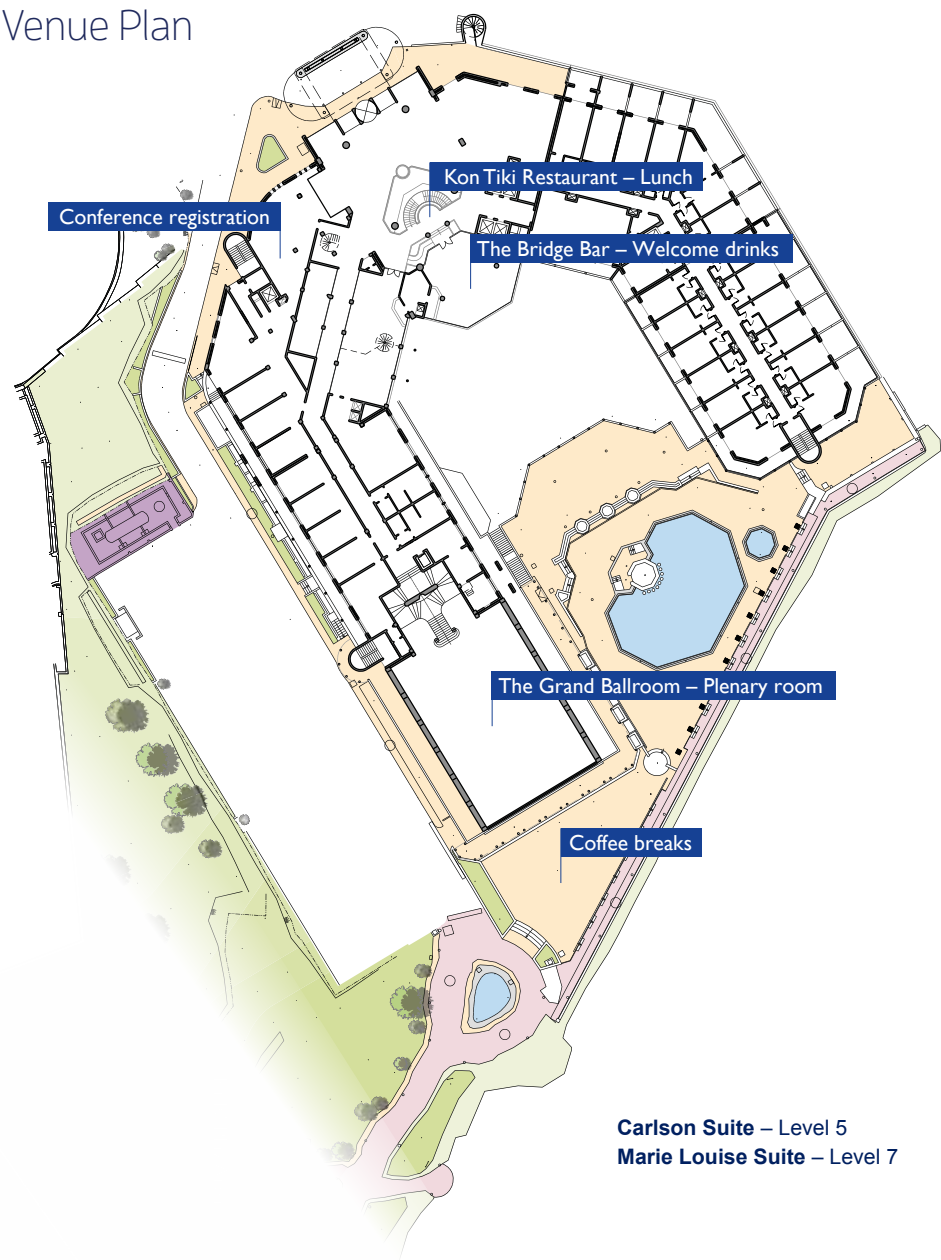 Venue Plan
Kon Tiki Restaurant – Lunch
Conference registration
The Bridge Bar – Welcome drinks
The Grand Ballroom – Plenary room
Coffee breaks
Carlson Suite – Level 5
Marie Louise Suite – Level 7